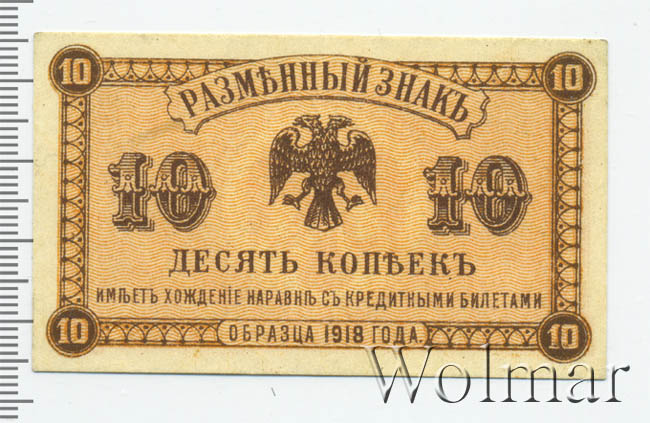 10 10
РАЗМѢННЫЙ ЗНАКЪ
10 10
ДЕСЯТЬ КОПѢЕКЪ
ИМѢЕТЪ ХОЖДЕНІЕ НАРАВНѢ СЪ КРЕДИТНЫМИ БИЛЕТАМИ
10 ОБРАЗЦА 1918 ГОДА. 10
Wolmar